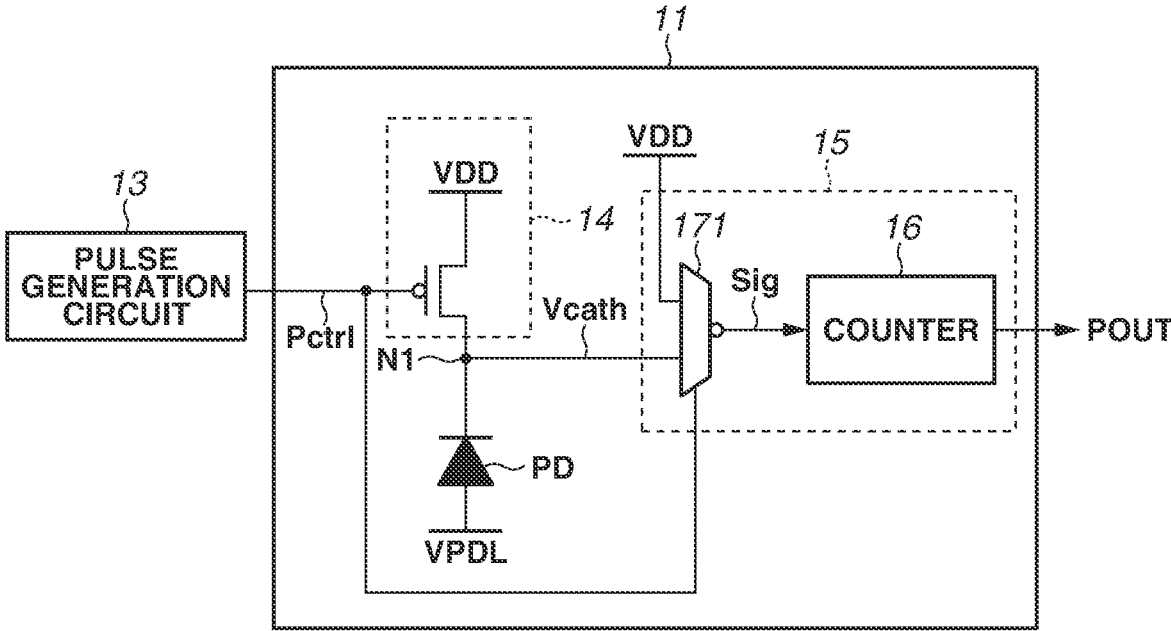 11
VDD
15
13
VDD
14
171
16
PULSE
GENERATION
CIRCUIT
Sig
Pctrl
Vcath
COUNTER
POUT
N1
PD
VPDL